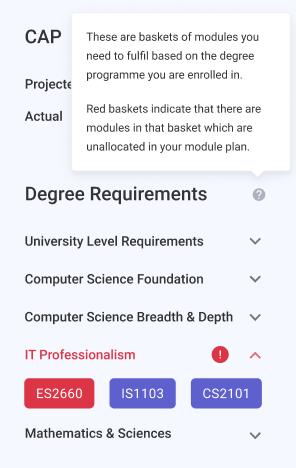 CAP
These are baskets of modules you
need to fulfil based on the degree
programme you are enrolled in.
Red baskets indicate that there are
modules in that basket which are
unallocated in your module plan.
Projecte
Actual
Degree Requirements
?
University Level Requirements
Computer Science Foundation
Computer Science Breadth & Depth
IT Professionalism !
ES2660 IS1103 CS2101
Mathematics & Sciences